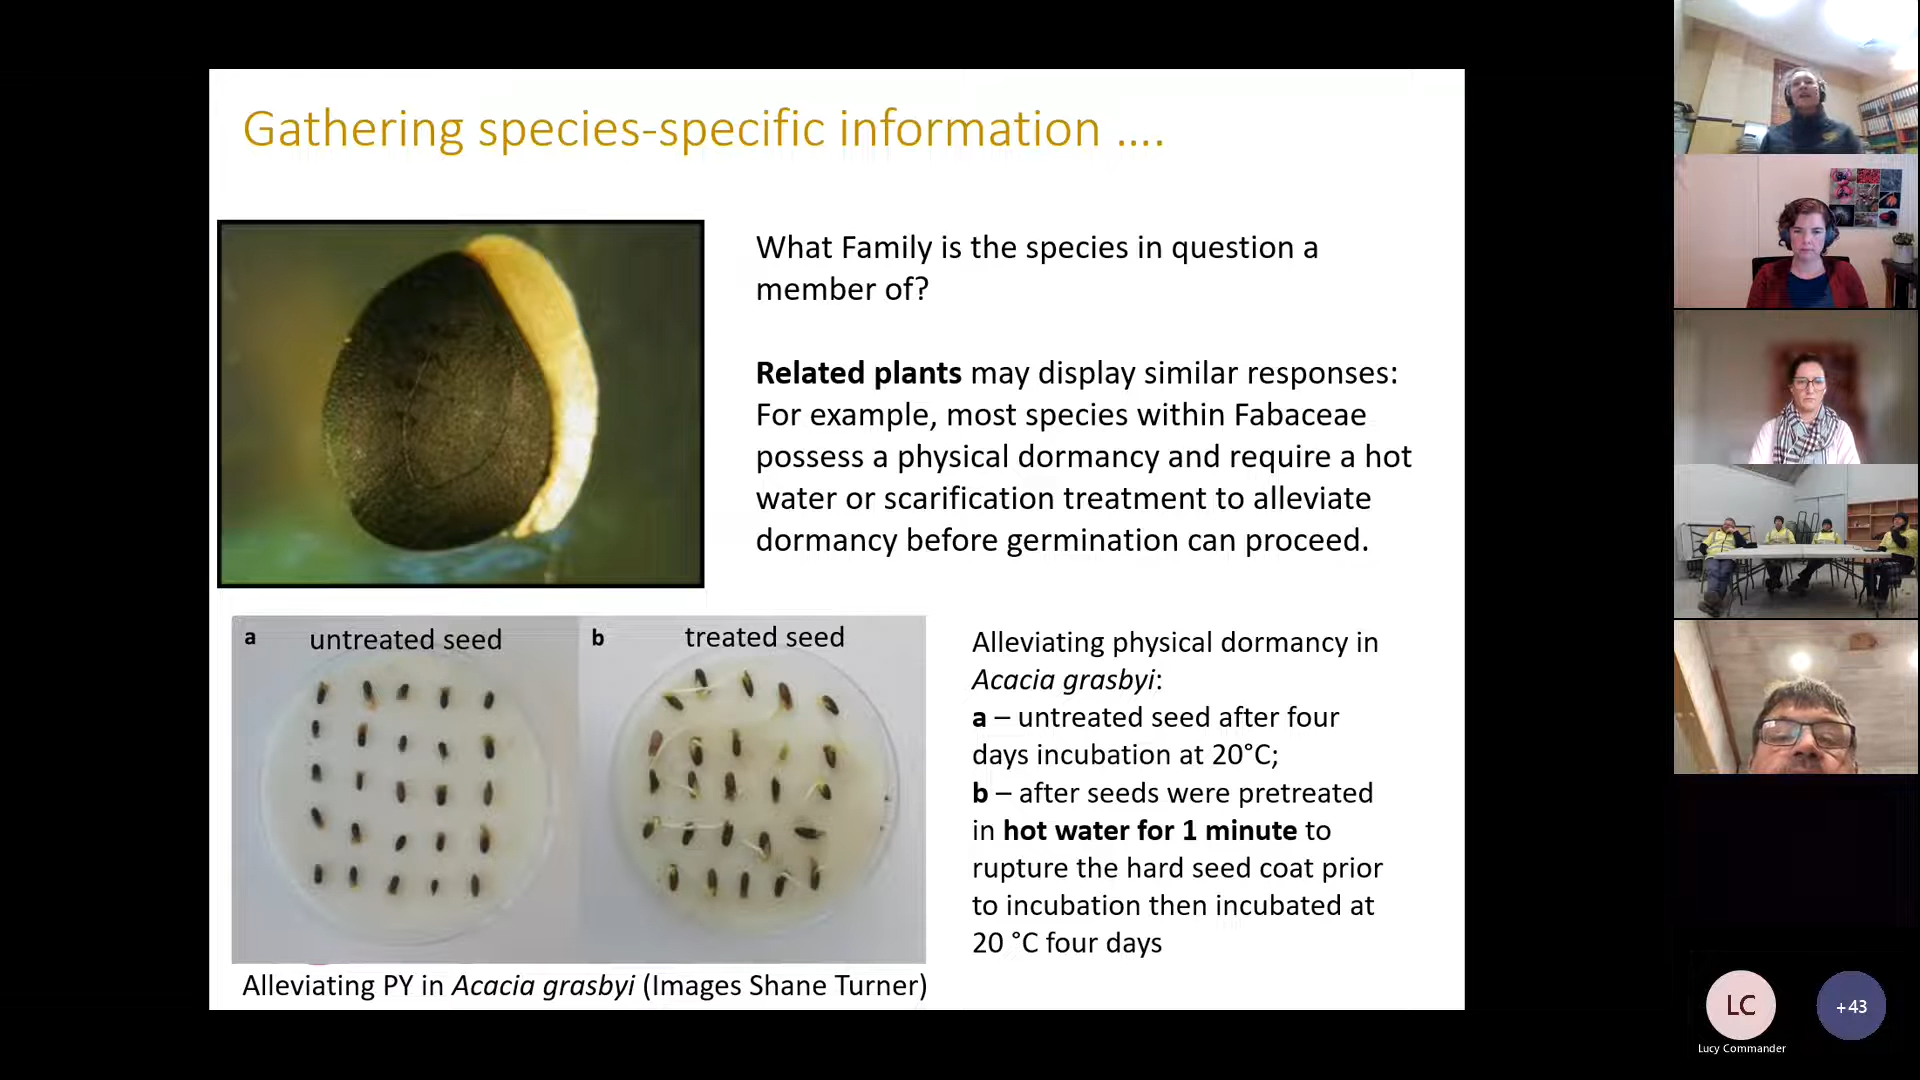 Gathering species-specific information ....
What Family is the species in question a
member of?
Related plants may display similar responses:
For example, most species within Fabaceae
possess a physical dormancy and require a hot
water or scarification treatment to alleviate
dormancy before germination can proceed.
a untreated seed
b treated seed
Alleviating physical dormancy in
Acacia grasbyi:
a – untreated seed after four
days incubation at 20°C;
b – after seeds were pretreated
in hot water for 1 minute to
rupture the hard seed coat prior
to incubation then incubated at
20 °C four days
Alleviating PY in Acacia grasbyi (Images Shane Turner)
LC
Lucy Commander
+43